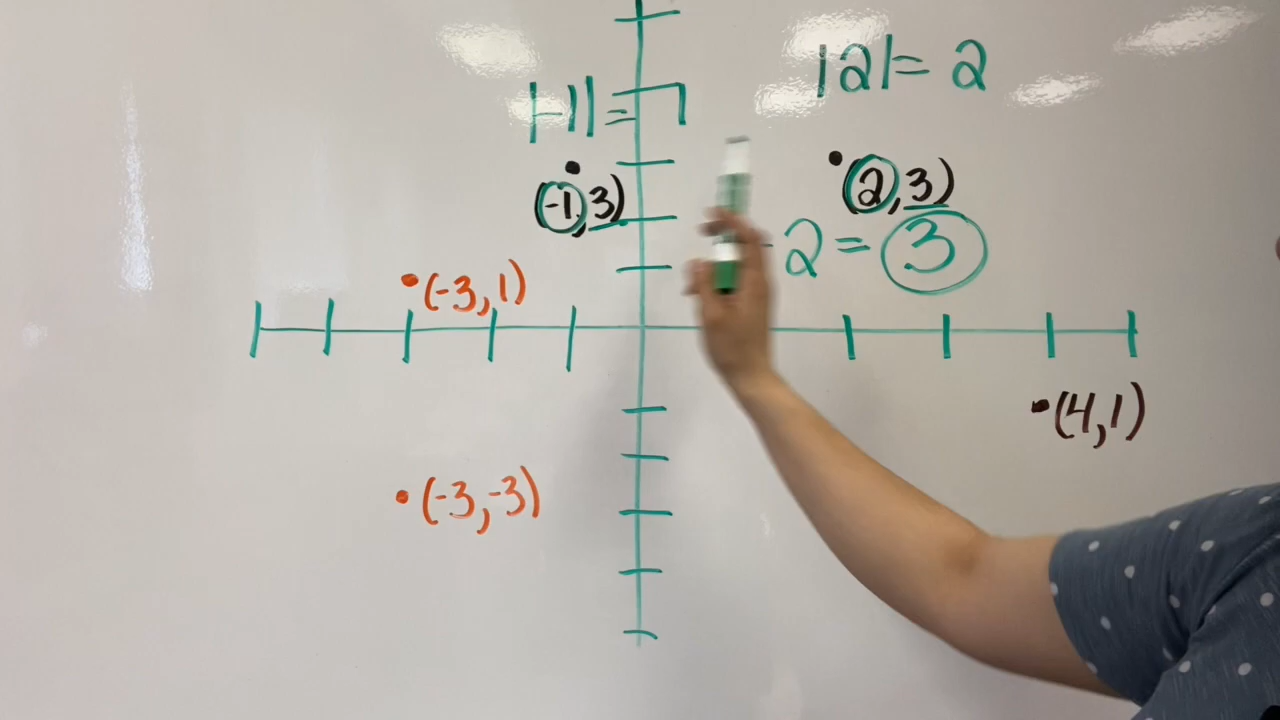 |2| = 2
|-1| = 1
(2, 3)
(-1, 3)
2 = 3
(-3, 1)
(4, 1)
(-3, -3)